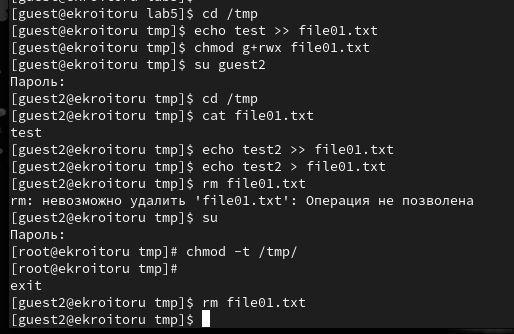 [guest@ekroitoru lab5]$
[guest@ekroitoru lab5]$ cd /tmp
[guest@ekroitoru tmp]$ echo test >> file01.txt
[guest@ekroitoru tmp]$ chmod g+rwx file01.txt
[guest@ekroitoru tmp]$ su guest2
Пароль:
[guest2@ekroitoru tmp]$ cd /tmp
[guest2@ekroitoru tmp]$ cat file01.txt
test
[guest2@ekroitoru tmp]$ echo test2 >> file01.txt
[guest2@ekroitoru tmp]$ echo test2 > file01.txt
[guest2@ekroitoru tmp]$ rm file01.txt
rm: невозможно удалить 'file01.txt': Операция не позволена
[guest2@ekroitoru tmp]$ su
Пароль:
[root@ekroitoru tmp]# chmod -t /tmp/
[root@ekroitoru tmp]#
exit
[guest2@ekroitoru tmp]$ rm file01.txt
[guest2@ekroitoru tmp]$